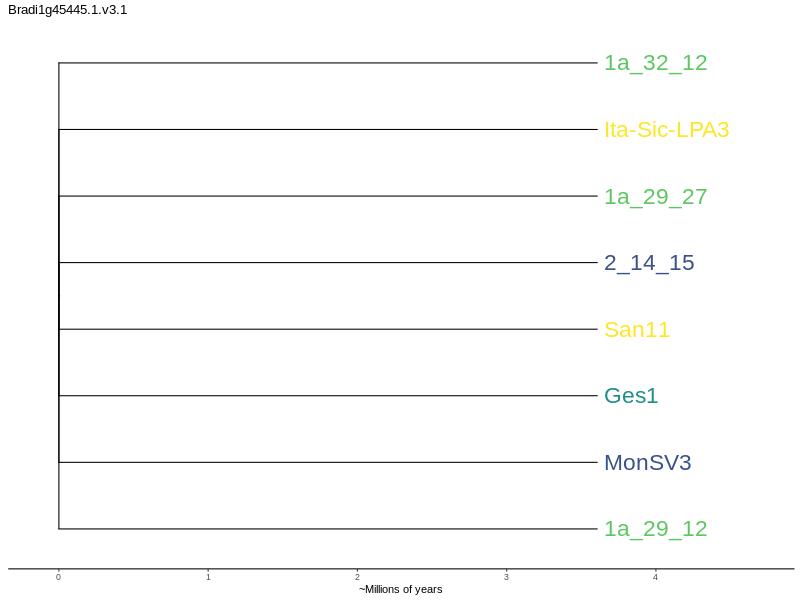 Bradi1g45445.1.v3.1
1a_32_12
Ita-Sic-LPA3
1a_29_27
2_14_15
San11
Ges1
MonSV3
1a_29_12
0 1 2 3 4
~Millions of years